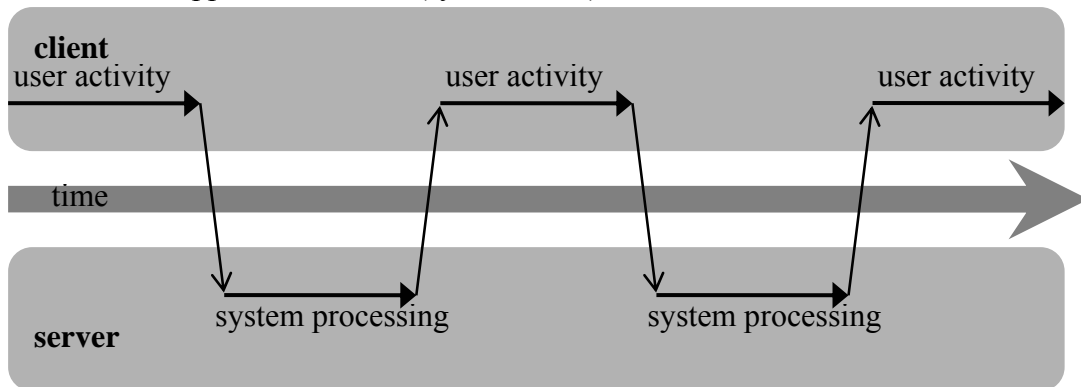 client
user activity
user activity
user activity
time
system processing
system processing
server